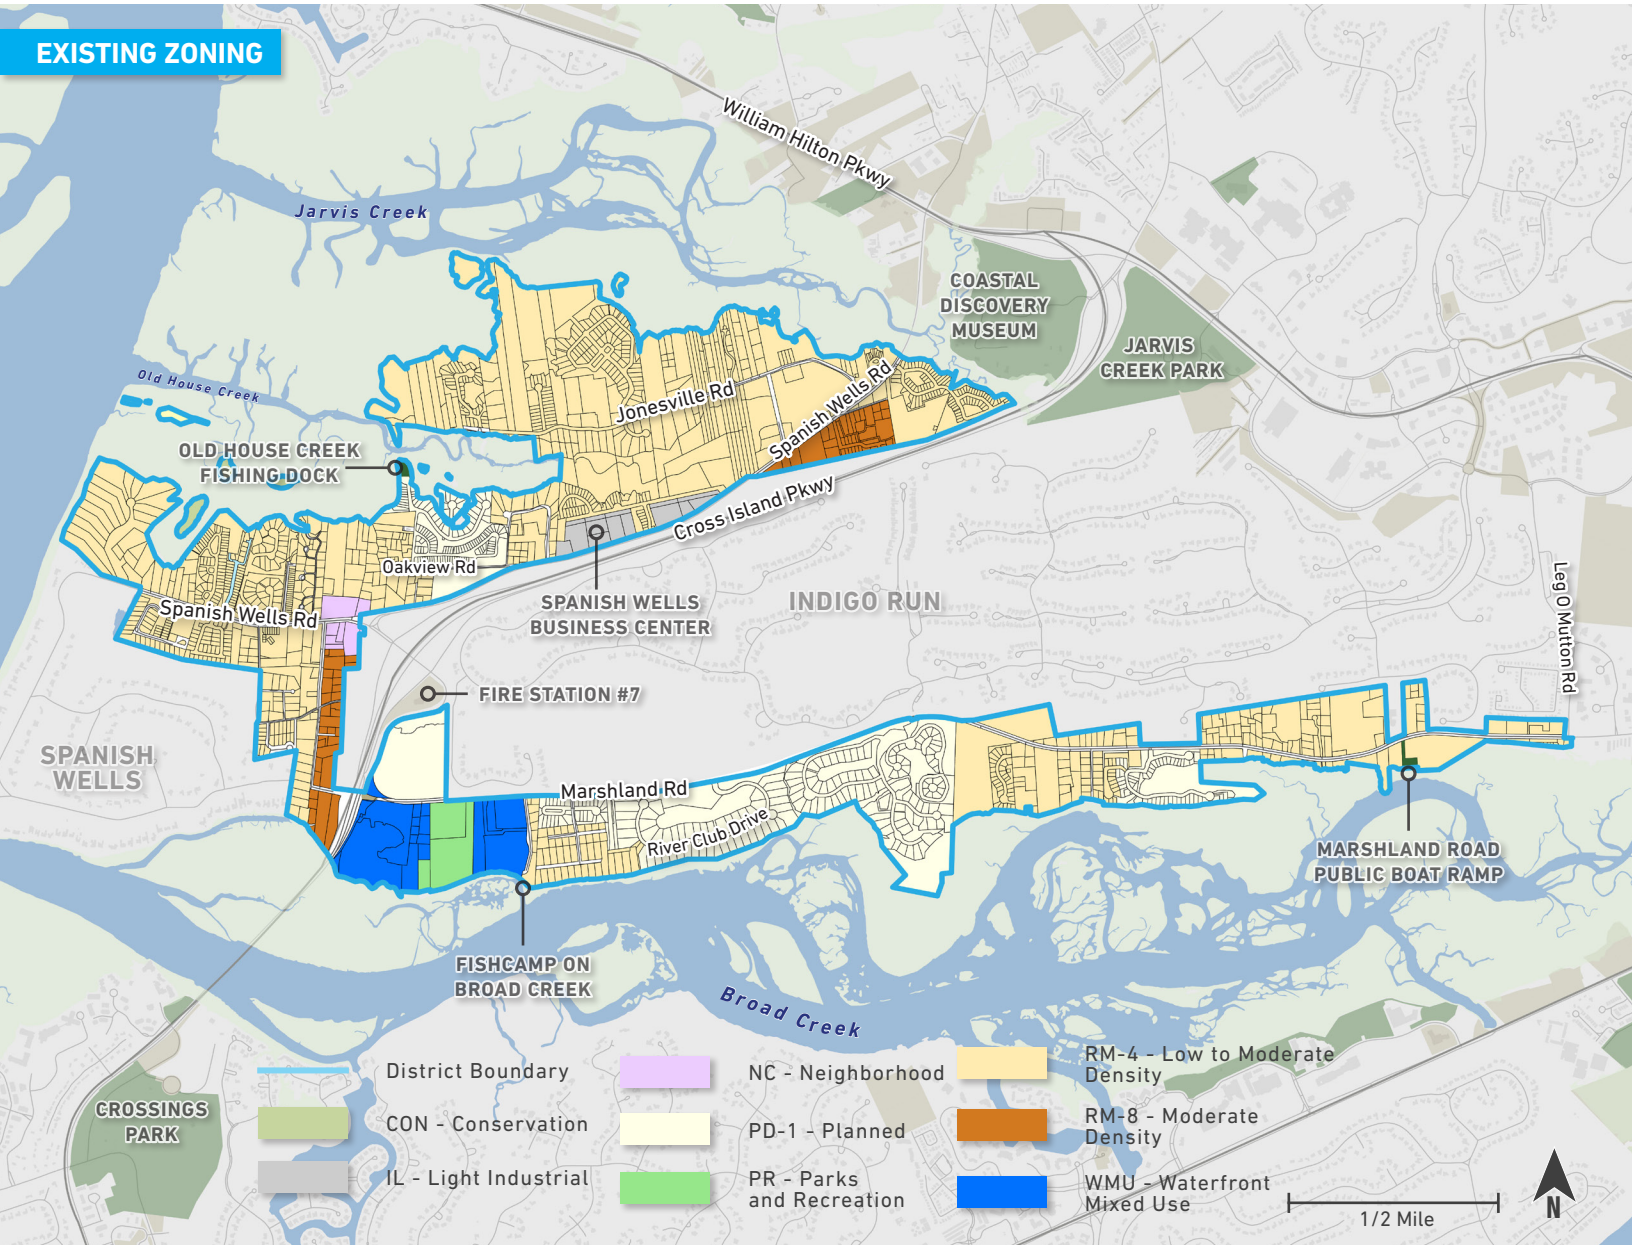 EXISTING ZONING
William Hilton Pkwy
Jarvis Creek
COASTAL
DISCOVERY
MUSEUM
JARVIS
CREEK PARK
Old House Creek
Jonesville Rd
Spanish Wells Rd
OLD HOUSE CREEK
FISHING DOCK
Cross Island Pkwy
Oakview Rd
Spanish Wells Rd
SPANISH WELLS
BUSINESS CENTER
INDIGO RUN
Leg O Mutton Rd
FIRE STATION #7
SPANISH
WELLS
Marshland Rd
River Club Drive
MARSHLAND ROAD
PUBLIC BOAT RAMP
FISHCAMP ON
BROAD CREEK
Broad Creek
CROSSINGS
PARK
District Boundary
CON - Conservation
IL - Light Industrial
NC - Neighborhood
PD-1 - Planned
PR - Parks
and Recreation
RM-4 - Low to Moderate
Density
RM-8 - Moderate
Density
WMU - Waterfront
Mixed Use
1/2 Mile
N